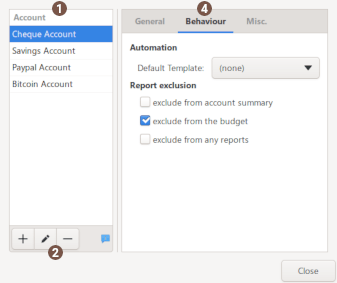 1
4
Account
Cheque Account
Savings Account
Paypal Account
Bitcoin Account
2
General Behaviour Misc.
Automation
Default Template: (none)
Report exclusion
exclude from account summary
exclude from the budget
exclude from any reports
Close